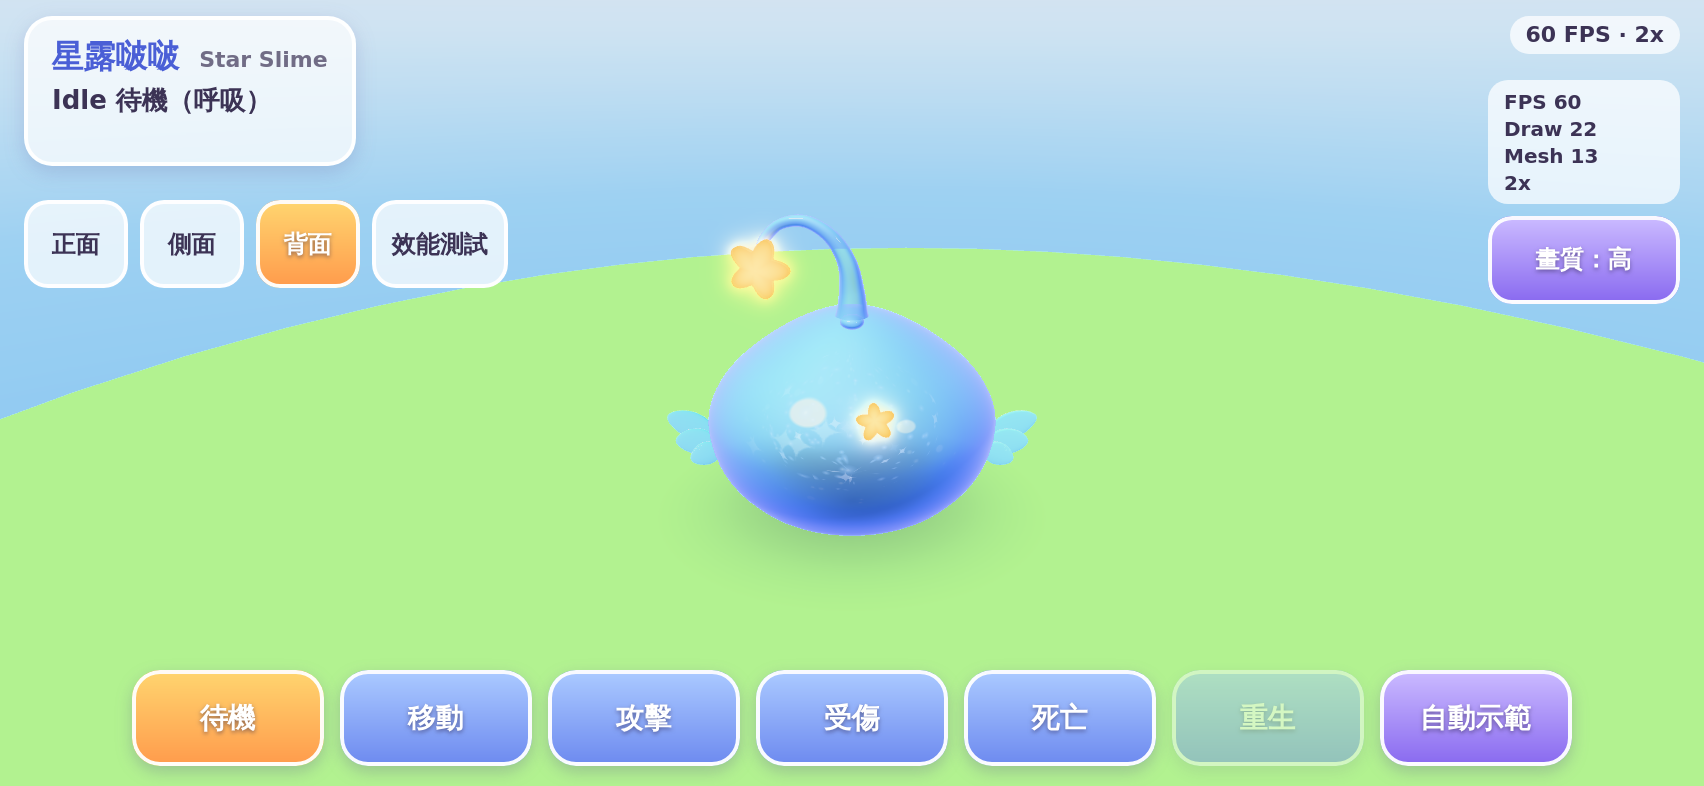 星露啵啵 Star Slime
Idle 待機（呼吸）
60 FPS · 2x
FPS 60
Draw 22
Mesh 13
2x
正面
側面
背面
效能測試
畫質：高
待機
移動
攻擊
受傷
死亡
重生
自動示範